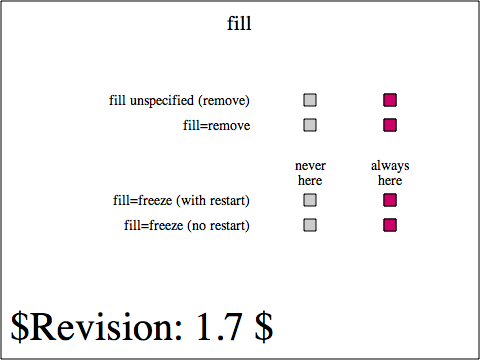 fill
fill unspecified (remove)
fill=remove
never here
always here
fill=freeze (with restart)
fill=freeze (no restart)
$Revision: 1.7 $